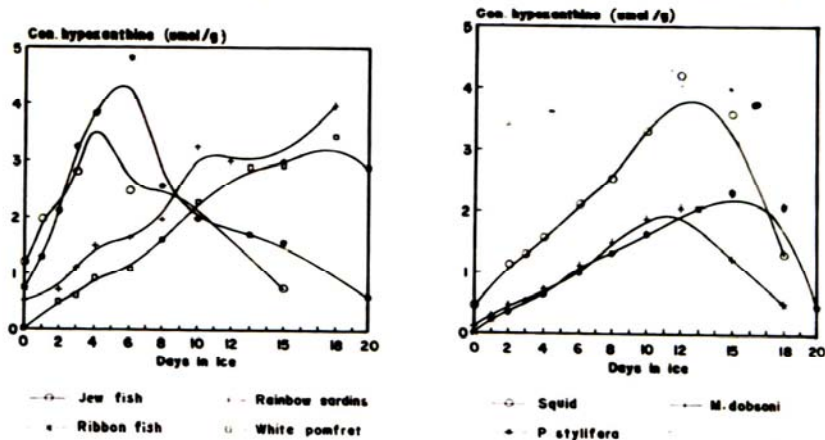 Con. hypoxanthine (umol/g)
5
4
3
2
1
0
0 2 4 6 8 10 12 15 18 20
Days in ice
Jew fish
Rainbow sardins
Ribbon fish
White pomfret
Con. hypoxanthine (umol/g)
5
4
3
2
1
0
0 2 4 6 8 10 12 15 18 20
Days in ice
Squid
M. dobsoni
P stylifera